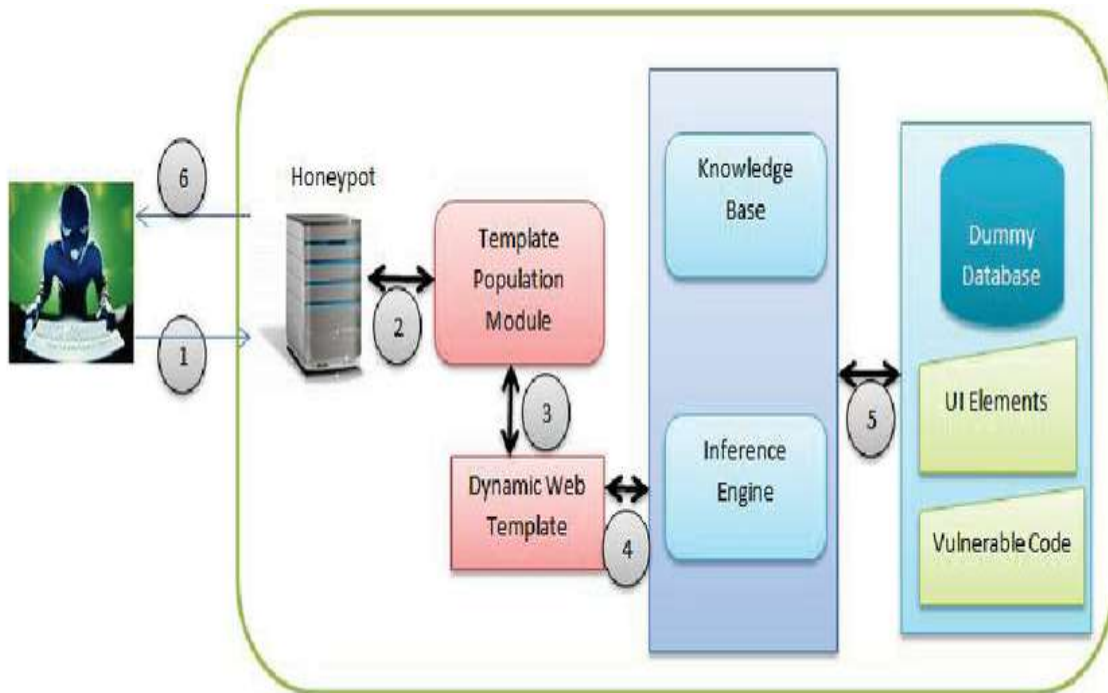 6
Honeypot
1
2
Template
Population
Module
3
Dynamic Web
Template
4
Knowledge
Base
Inference
Engine
5
Dummy
Database
UI Elements
Vulnerable Code